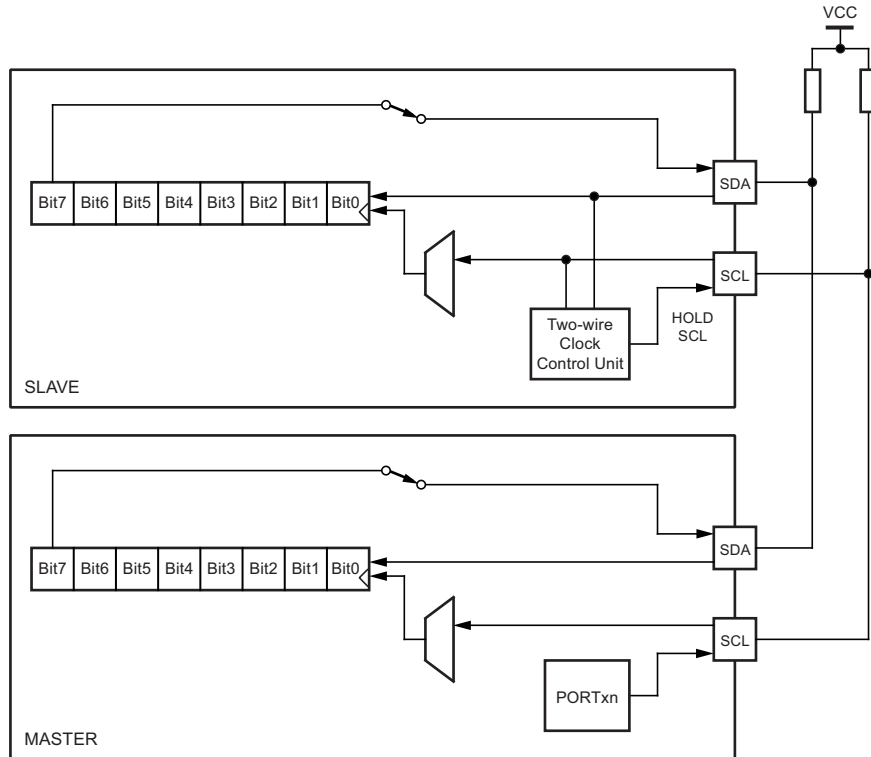 VCC
Bit7 Bit6 Bit5 Bit4 Bit3 Bit2 Bit1 Bit0
SDA
SCL
Two-wire
Clock
Control Unit
HOLD
SCL
SLAVE
Bit7 Bit6 Bit5 Bit4 Bit3 Bit2 Bit1 Bit0
SDA
SCL
PORTxn
MASTER